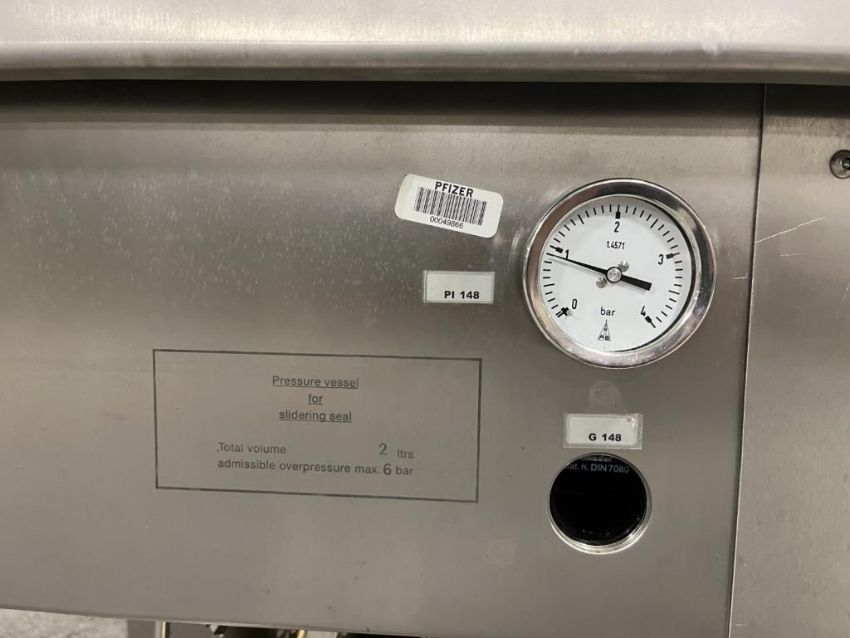 PFIZER
00049866
PI 148
2
1.4571
1
3
0
bar
4
Pressure vessel
for
slidering seal
Total volume 2 ltrs
admissible overpressure max. 6 bar
G 148
mat. n. DIN 7080